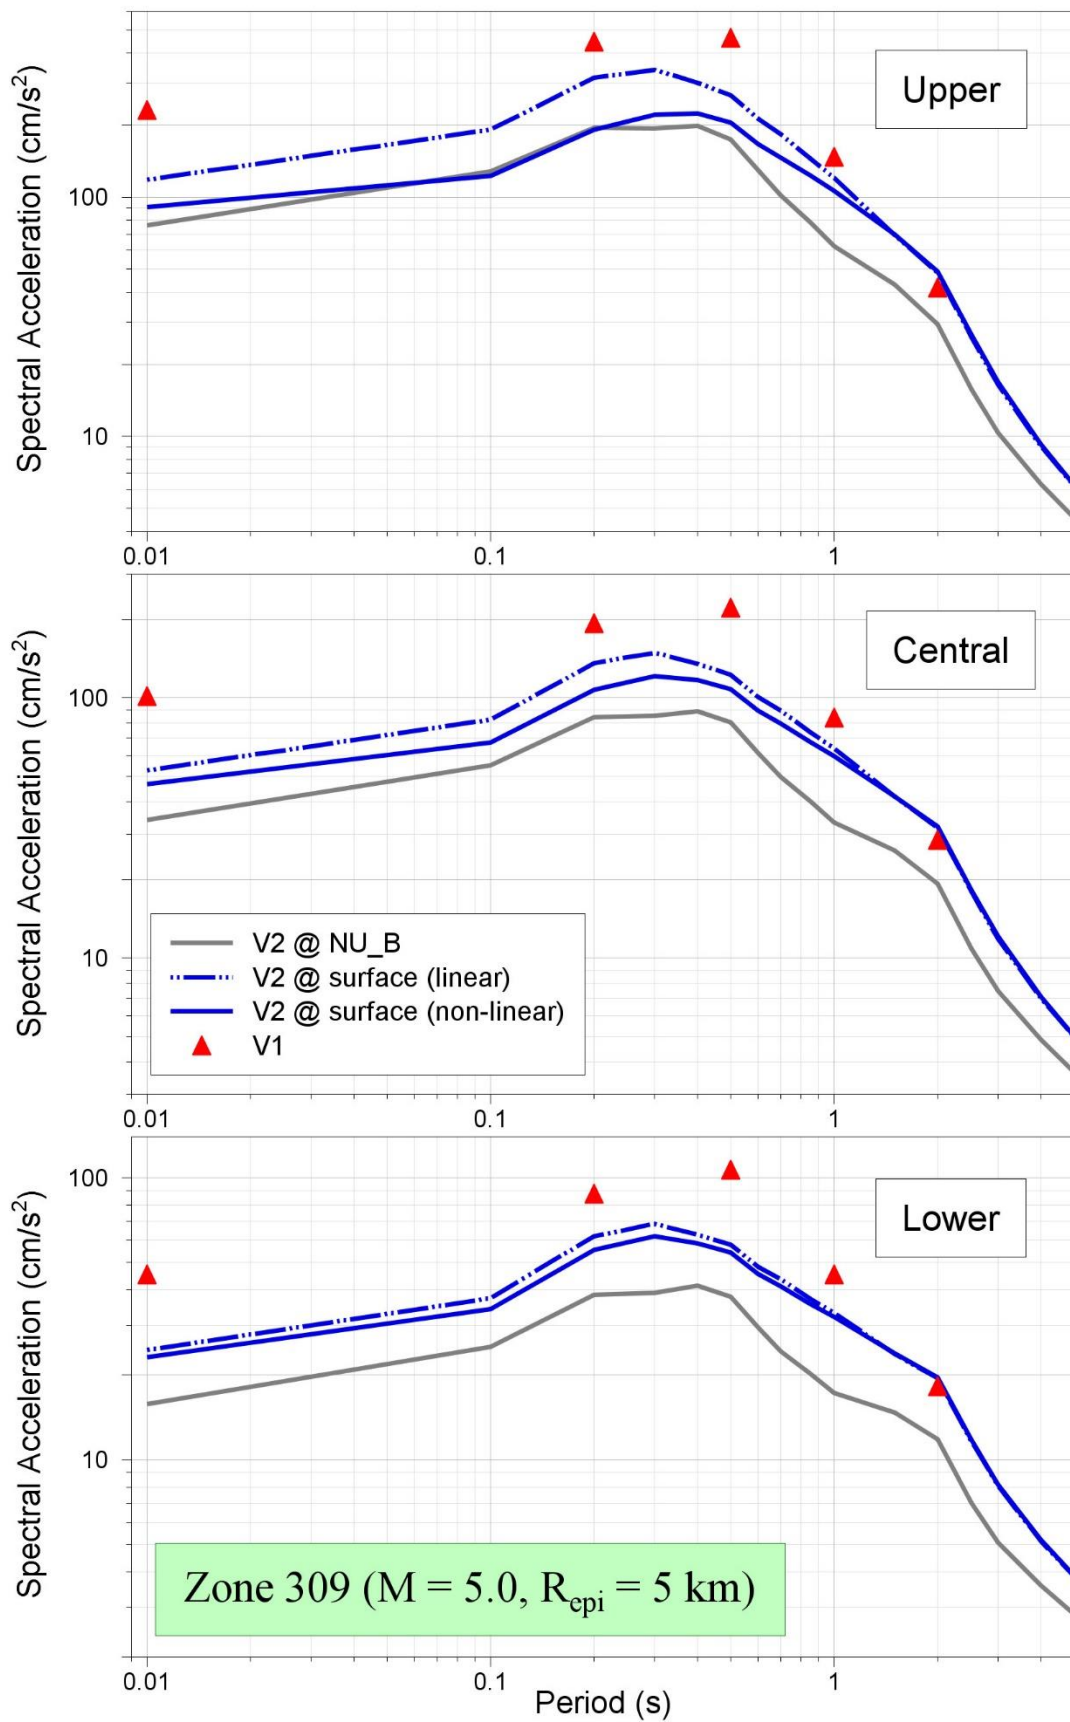 Spectral Acceleration (cm/s²)
Upper
100
10
0.01 0.1 1
Spectral Acceleration (cm/s²)
Central
100
10
V2 @ NU_B
V2 @ surface (linear)
V2 @ surface (non-linear)
V1
0.01 0.1 1
Spectral Acceleration (cm/s²)
Lower
100
10
Zone 309 (M = 5.0, R_epi = 5 km)
0.01 0.1 1
Period (s)